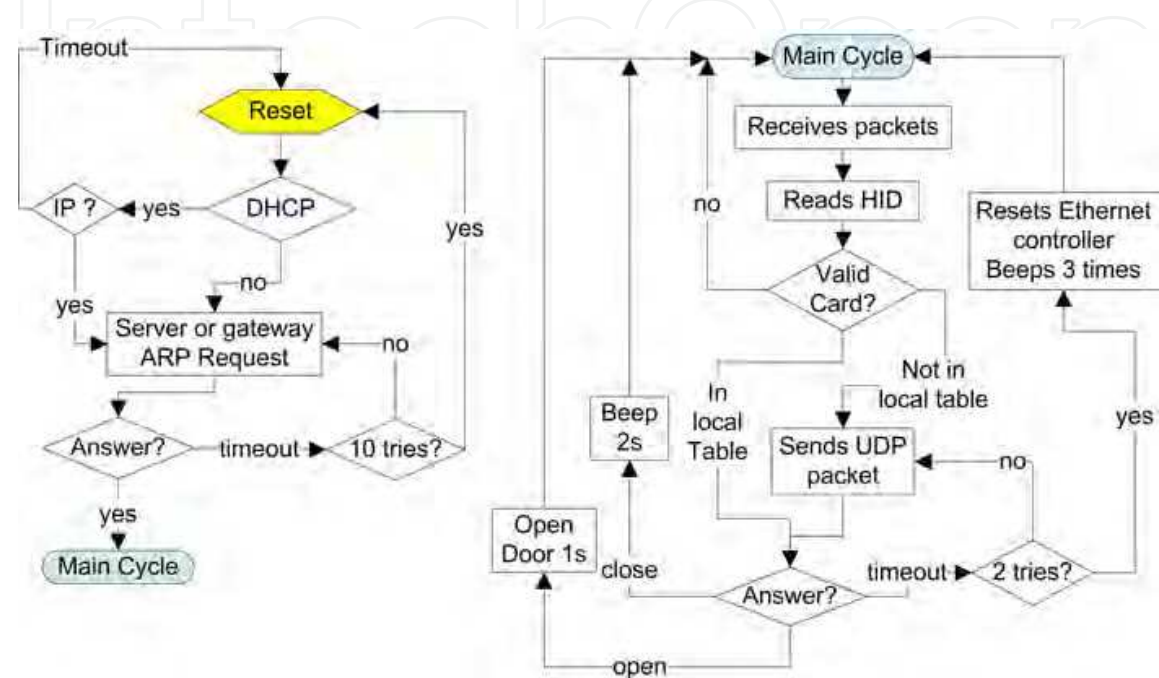 Timeout
Reset
IP ?
yes
DHCP
yes
no
yes
Server or gateway
ARP Request
no
Answer?
timeout
10 tries?
yes
Main Cycle
Main Cycle
Receives packets
Reads HID
no
Valid
Card?
Resets Ethernet
controller
Beeps 3 times
In
local
Table
Not in
local table
Beep
2s
Sends UDP
packet
no
yes
Open
Door 1s
close
Answer?
timeout
2 tries?
open